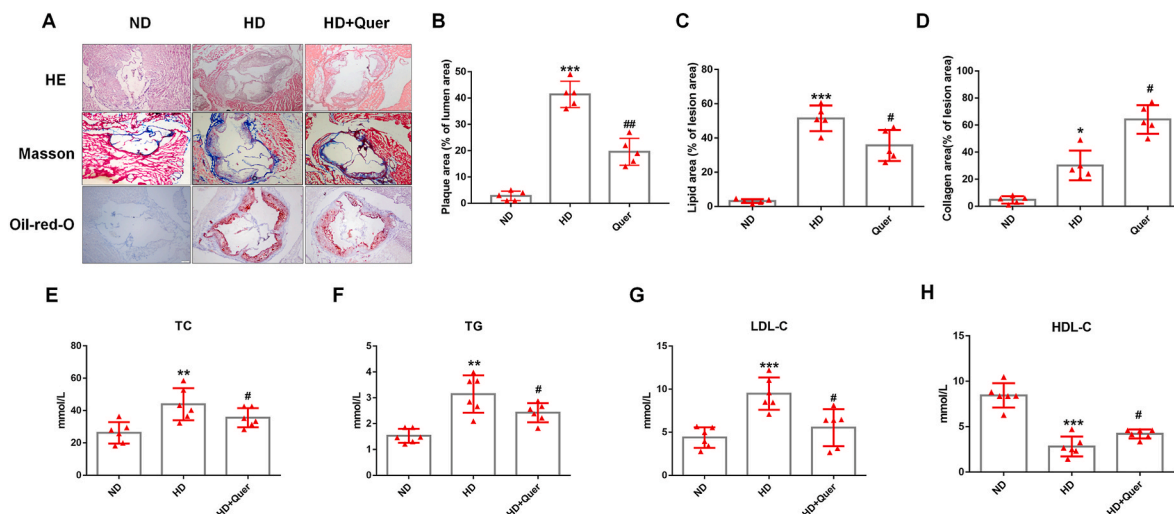 A
ND
HD
HD+Quer
HE
Masson
Oil-red-O
B
Plaque area (% of lumen area)
50
40
30
20
10
0
***
##
ND
HD
Quer
C
Lipid area (% of lesion area)
80
60
40
20
0
***
#
ND
HD
Quer
D
Collagen area(% of lesion area)
100
80
60
40
20
0
*
#
ND
HD
Quer
E
TC
mmol/L
80
60
40
20
0
**
#
ND
HD
HD+Quer
F
TG
mmol/L
5
4
3
2
1
0
**
#
ND
HD
HD+Quer
G
LDL-C
mmol/L
15
10
5
0
***
#
ND
HD
HD+Quer
H
HDL-C
mmol/L
15
10
5
0
***
#
ND
HD
HD+Quer